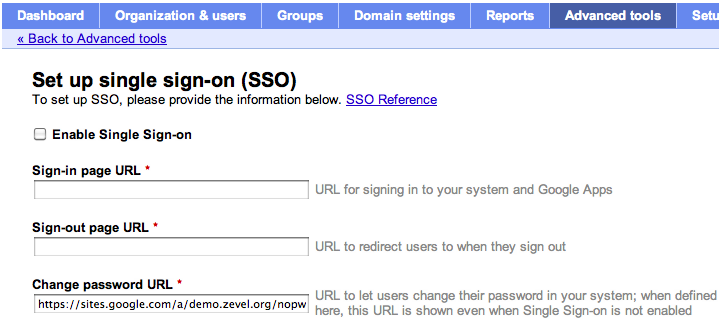 Dashboard Organization & users Groups Domain settings Reports Advanced tools Setu
« Back to Advanced tools
Set up single sign-on (SSO)
To set up SSO, please provide the information below. SSO Reference
Enable Single Sign-on
Sign-in page URL *
URL for signing in to your system and Google Apps
Sign-out page URL *
URL to redirect users to when they sign out
Change password URL *
https://sites.google.com/a/demo.zevel.org/nopw
URL to let users change their password in your system; when defined
here, this URL is shown even when Single Sign-on is not enabled